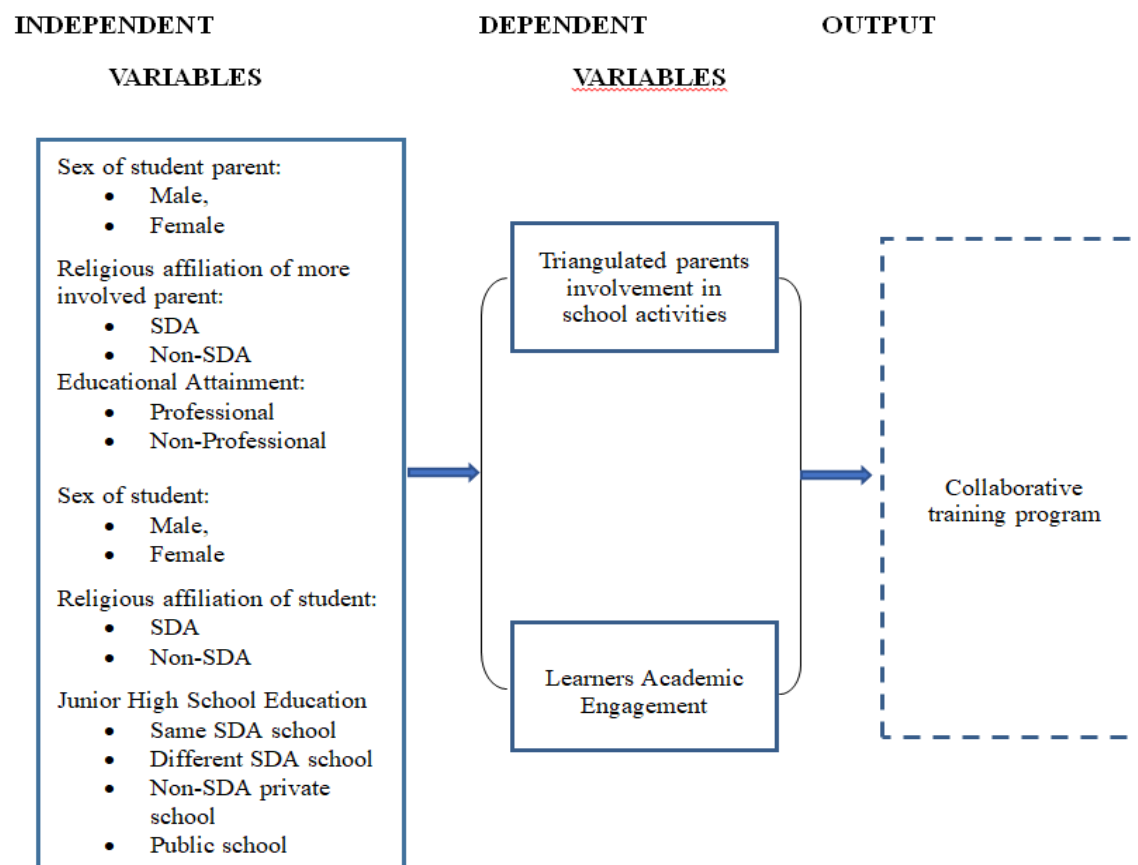 INDEPENDENT
VARIABLES
DEPENDENT
VARIABLES
OUTPUT
Sex of student parent:
• Male,
• Female
Religious affiliation of more
involved parent:
• SDA
• Non-SDA
Educational Attainment:
• Professional
• Non-Professional
Sex of student:
• Male,
• Female
Religious affiliation of student:
• SDA
• Non-SDA
Junior High School Education
• Same SDA school
• Different SDA school
• Non-SDA private
school
• Public school
Triangulated parents
involvement in
school activities
Learners Academic
Engagement
Collaborative
training program